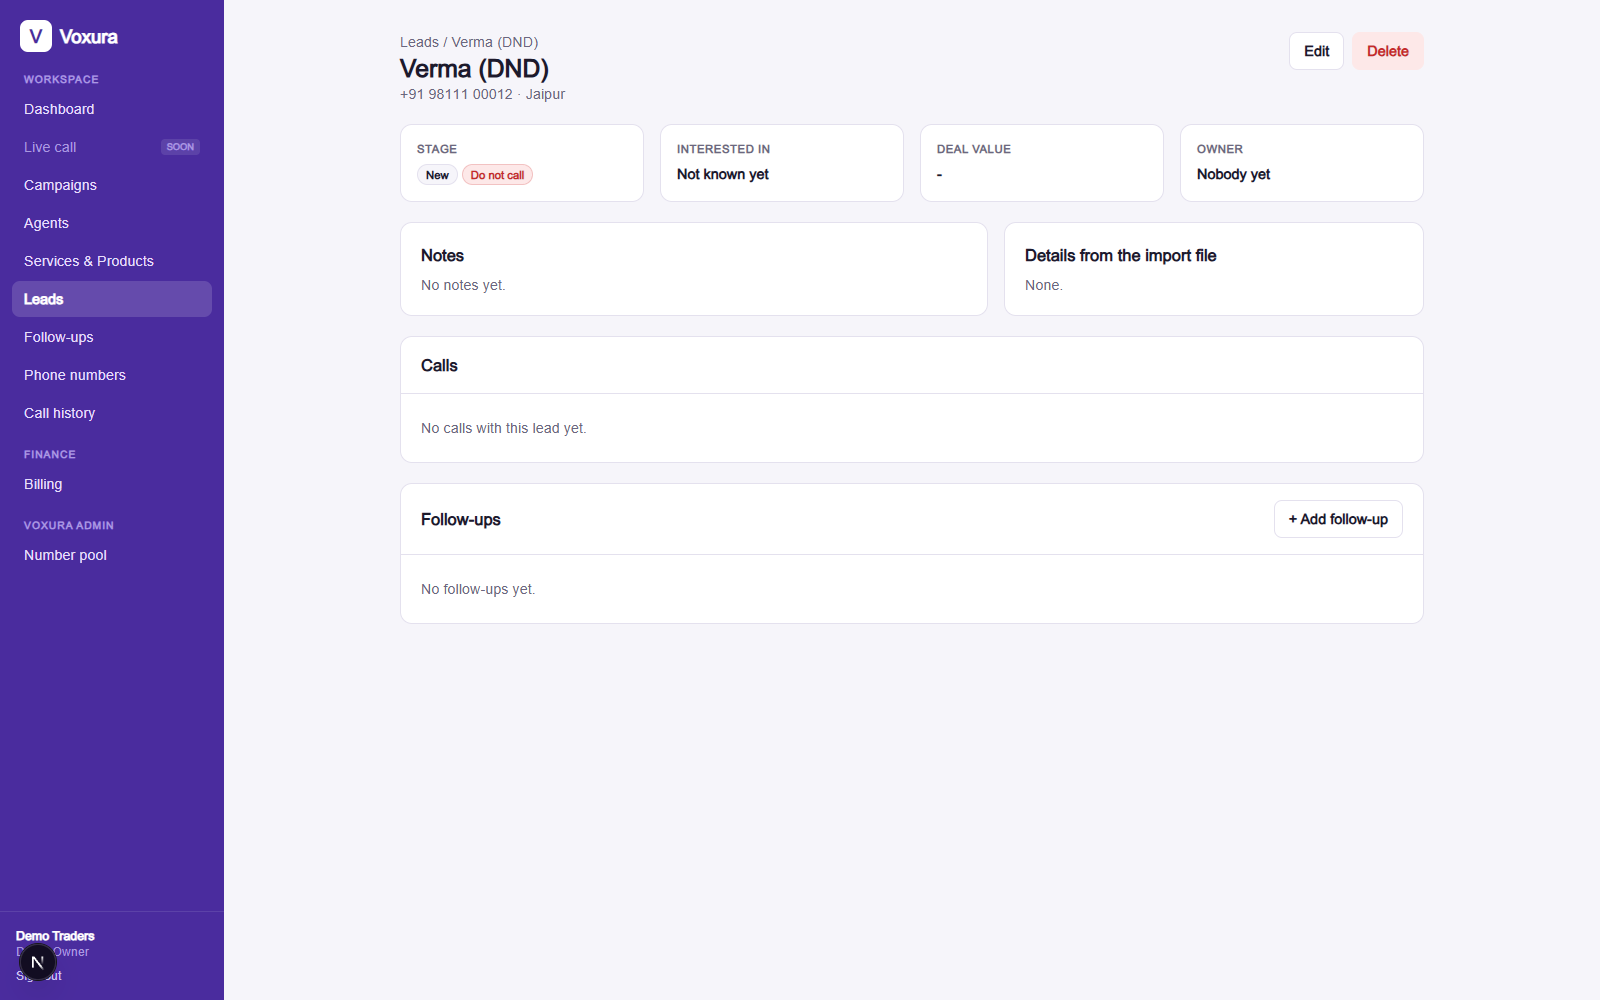 V Voxura
WORKSPACE
Dashboard
Live call SOON
Campaigns
Agents
Services & Products
Leads
Follow-ups
Phone numbers
Call history
FINANCE
Billing
VOXURA ADMIN
Number pool
Demo Traders
Owner
N
Leads / Verma (DND)
Verma (DND)
+91 98111 00012 · Jaipur
Edit Delete
STAGE
New Do not call
INTERESTED IN
Not known yet
DEAL VALUE
-
OWNER
Nobody yet
Notes
No notes yet.
Details from the import file
None.
Calls
No calls with this lead yet.
Follow-ups
+ Add follow-up
No follow-ups yet.